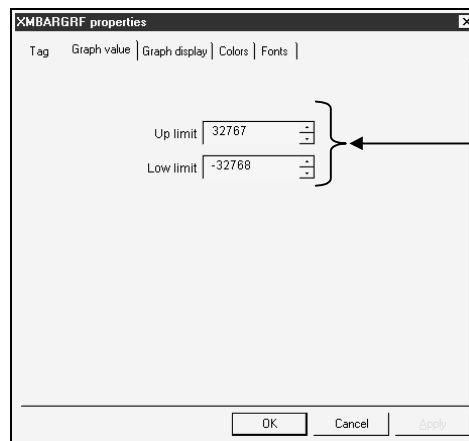 XMBARGRF properties
Tag Graph value Graph display Colors Fonts
Up limit 32767
Low limit -32768
OK Cancel Apply